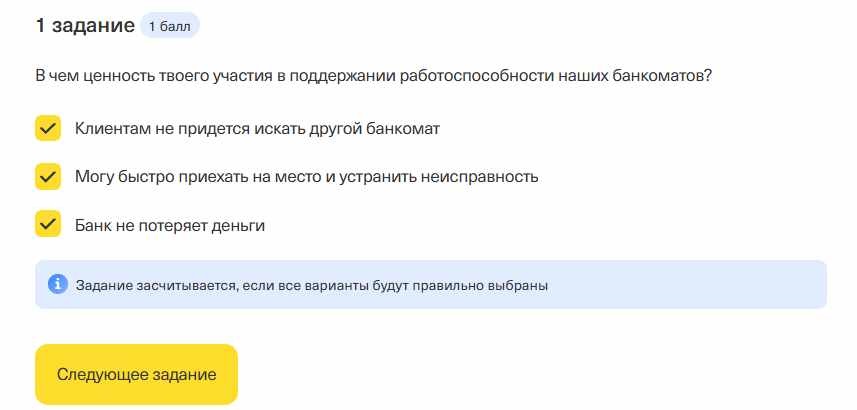 1 задание 1 балл
В чем ценность твоего участия в поддержании работоспособности наших банкоматов?
Клиентам не придется искать другой банкомат
Могу быстро приехать на место и устранить неисправность
Банк не потеряет деньги
Задание засчитывается, если все варианты будут правильно выбраны
Следующее задание